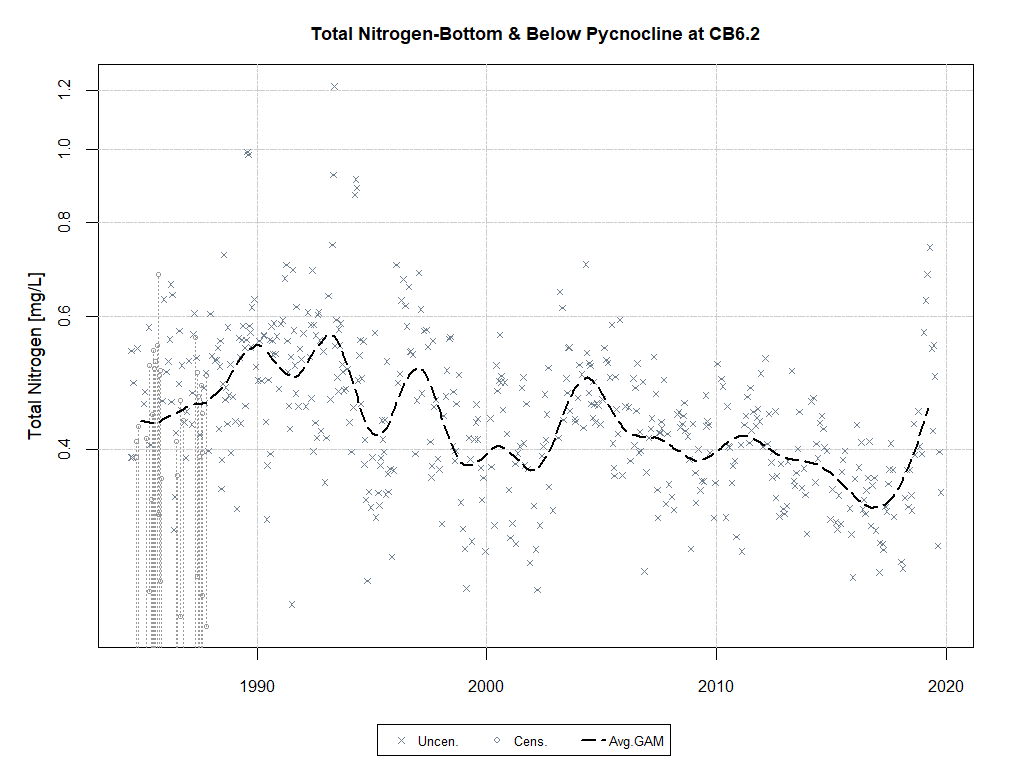 Total Nitrogen-Bottom & Below Pycnocline at CB6.2
Total Nitrogen [mg/L]
1.2
1.0
0.8
0.6
0.4
1990 2000 2010 2020
Uncen. Cens. Avg.GAM